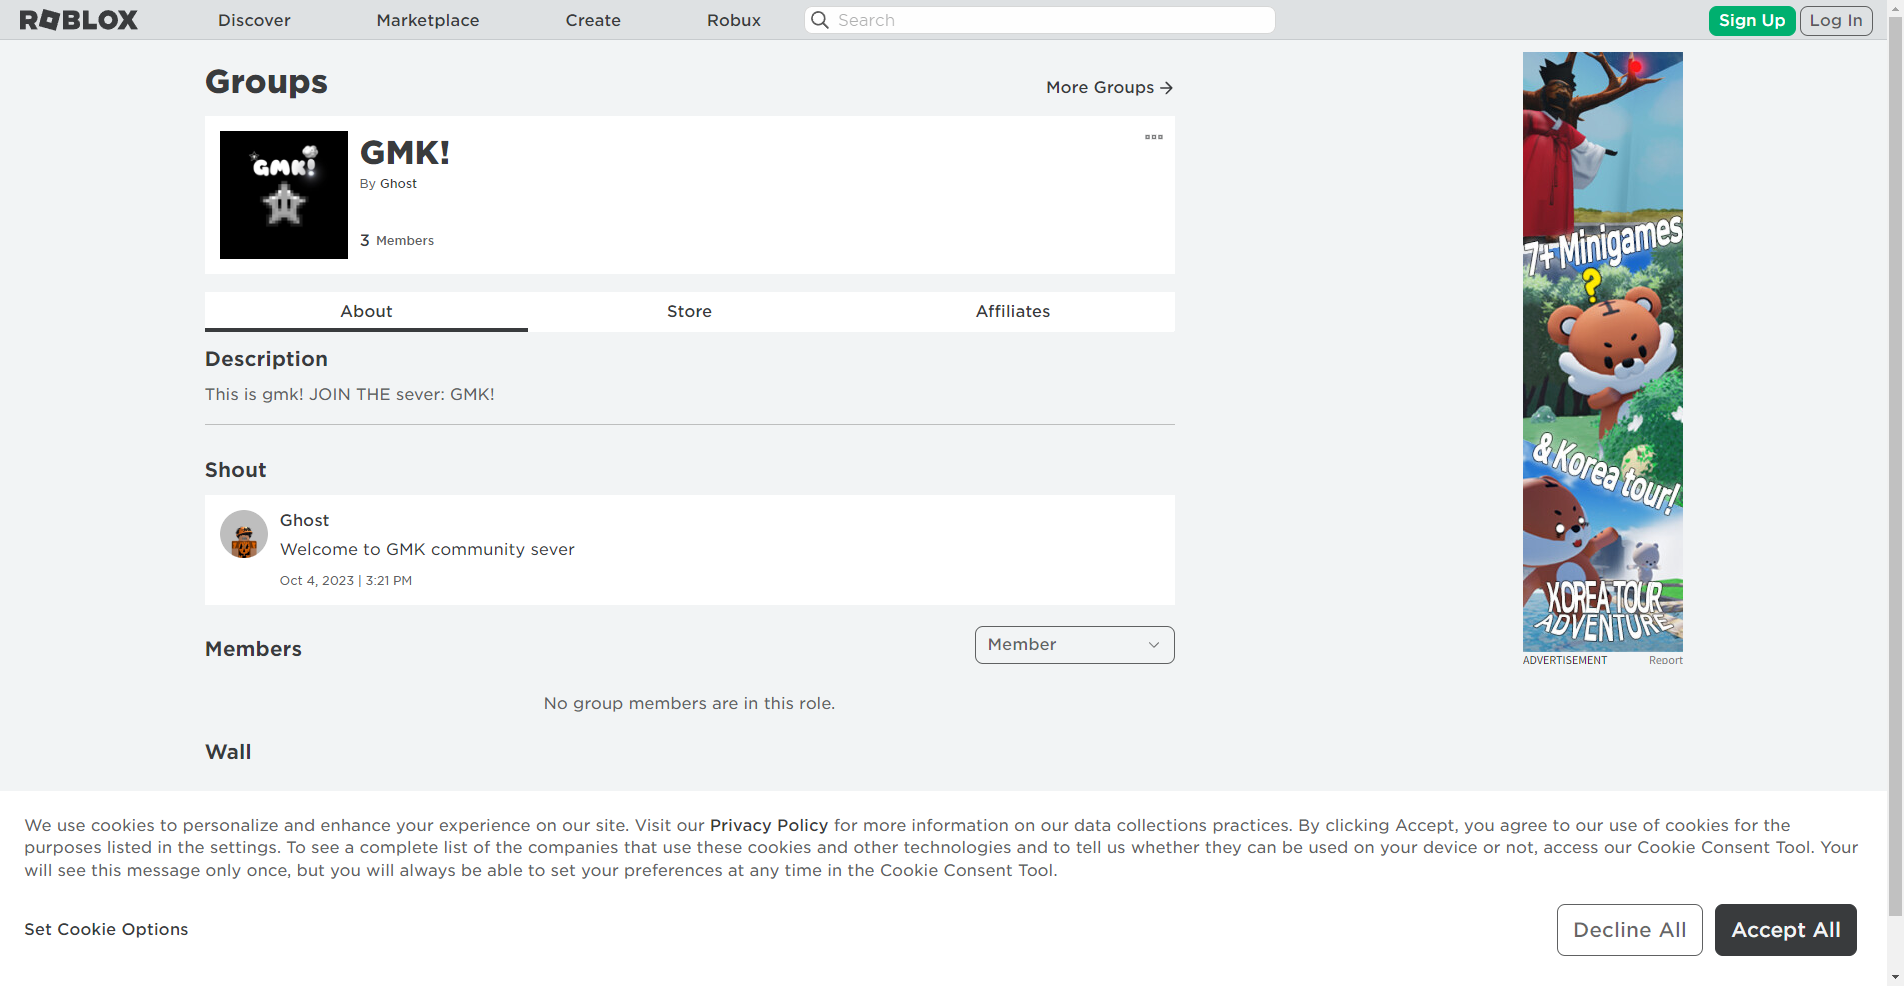 ROBLOX Discover Marketplace Create Robux Search Sign Up Log In
Groups
More Groups
GMK!
GMK!
By Ghost
3 Members
About Store Affiliates
Description
This is gmk! JOIN THE sever: GMK!
Shout
Ghost
Welcome to GMK community sever
Oct 4, 2023 | 3:21 PM
Members
Member
No group members are in this role.
Wall
7+ Minigames
?
& Korea tour!
KOREA TOUR
ADVENTURE
ADVERTISEMENT Report
We use cookies to personalize and enhance your experience on our site. Visit our Privacy Policy for more information on our data collections practices. By clicking Accept, you agree to our use of cookies for the
purposes listed in the settings. To see a complete list of the companies that use these cookies and other technologies and to tell us whether they can be used on your device or not, access our Cookie Consent Tool. Your
will see this message only once, but you will always be able to set your preferences at any time in the Cookie Consent Tool.
Set Cookie Options
Decline All Accept All